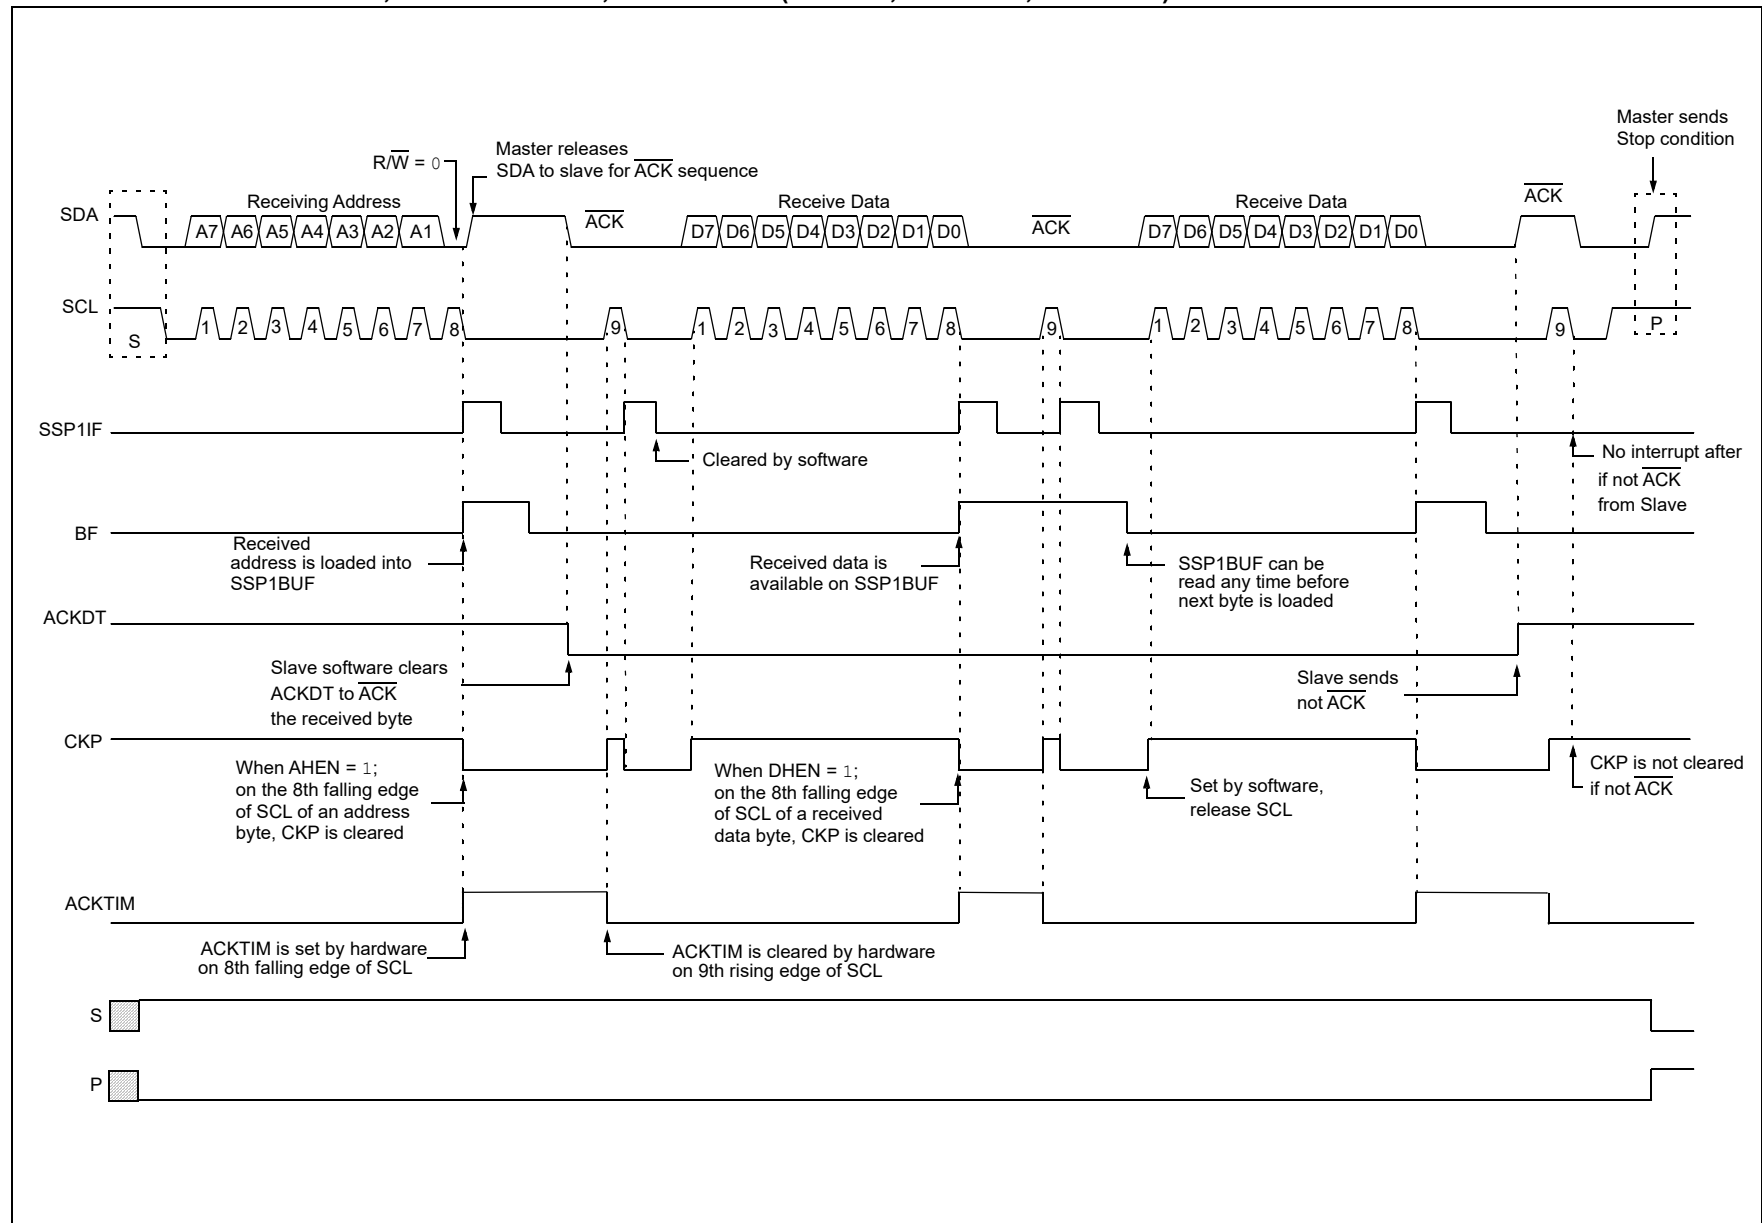 Master sends
Stop condition
Master releases
SDA to slave for ACK sequence
R/W = 0
SDA
Receiving Address
ACK
Receive Data
ACK
Receive Data
ACK
A7 A6 A5 A4 A3 A2 A1
D7 D6 D5 D4 D3 D2 D1 D0
D7 D6 D5 D4 D3 D2 D1 D0
SCL
S
1 2 3 4 5 6 7 8 9
1 2 3 4 5 6 7 8 9
1 2 3 4 5 6 7 8 9
P
SSP1IF
Cleared by software
No interrupt after
if not ACK
from Slave
BF
Received
address is loaded into
SSP1BUF
Received data is
available on SSP1BUF
SSP1BUF can be
read any time before
next byte is loaded
ACKDT
Slave software clears
ACKDT to ACK
the received byte
Slave sends
not ACK
CKP
When AHEN = 1;
on the 8th falling edge
of SCL of an address
byte, CKP is cleared
When DHEN = 1;
on the 8th falling edge
of SCL of a received
data byte, CKP is cleared
Set by software,
release SCL
CKP is not cleared
if not ACK
ACKTIM
ACKTIM is set by hardware
on 8th falling edge of SCL
ACKTIM is cleared by hardware
on 9th rising edge of SCL
S
P